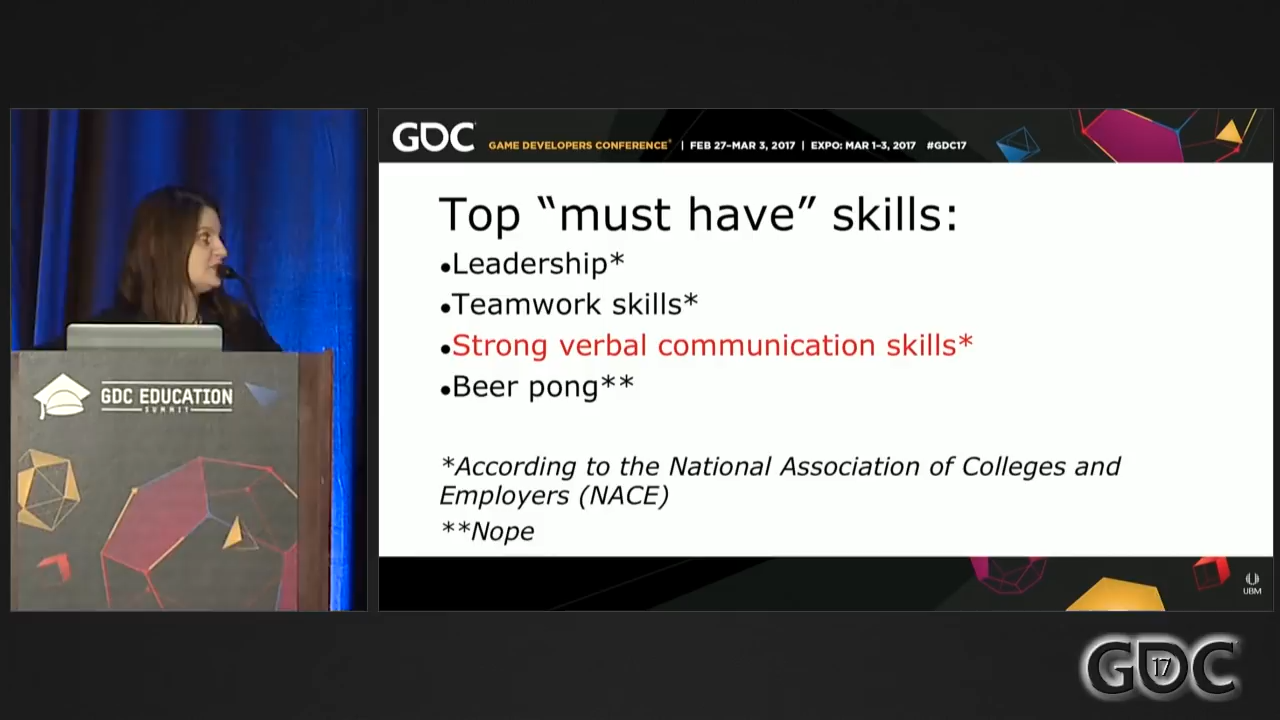 GDC
GAME DEVELOPERS CONFERENCE® | FEB 27–MAR 3, 2017 | EXPO: MAR 1–3, 2017 #GDC17
Top “must have” skills:
•Leadership*
•Teamwork skills*
•Strong verbal communication skills*
•Beer pong**
*According to the National Association of Colleges and
Employers (NACE)
**Nope
GDC EDUCATION
SUMMIT
UBM
GDC 17